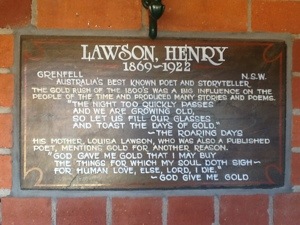 LAWSON, HENRY
1869-1922
GRENFELL N.S.W.
AUSTRALIA'S BEST KNOWN POET AND STORYTELLER
THE GOLD RUSH OF THE 1800'S WAS A BIG INFLUENCE ON THE
PEOPLE OF THE TIME AND PRODUCED MANY STORIES AND POEMS.
"THE NIGHT TOO QUICKLY PASSES
AND WE ARE GROWING OLD,
SO LET US FILL OUR GLASSES
AND TOAST THE DAYS OF GOLD."
~THE ROARING DAYS
HIS MOTHER, LOUISA LAWSON, WHO WAS ALSO A PUBLISHED
POET, MENTIONS GOLD FOR ANOTHER REASON.
"GOD GAVE ME GOLD THAT I MAY BUY
THE THINGS FOR WHICH MY SOUL DOTH SIGH~
FOR HUMAN LOVE, ELSE, LORD, I DIE."
~GOD GIVE ME GOLD